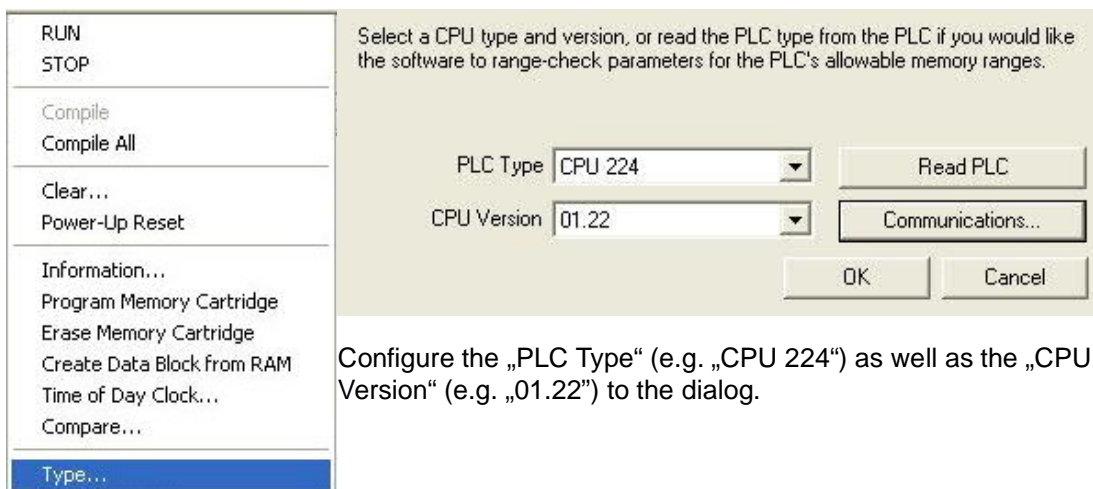 RUN
STOP
Compile
Compile All
Clear...
Power-Up Reset
Information...
Program Memory Cartridge
Erase Memory Cartridge
Create Data Block from RAM
Time of Day Clock...
Compare...
Type...
Select a CPU type and version, or read the PLC type from the PLC if you would like
the software to range-check parameters for the PLC's allowable memory ranges.
PLC Type CPU 224 Read PLC
CPU Version 01.22 Communications...
OK Cancel
Configure the „PLC Type“ (e.g. „CPU 224“) as well as the „CPU
Version“ (e.g. „01.22”) to the dialog.